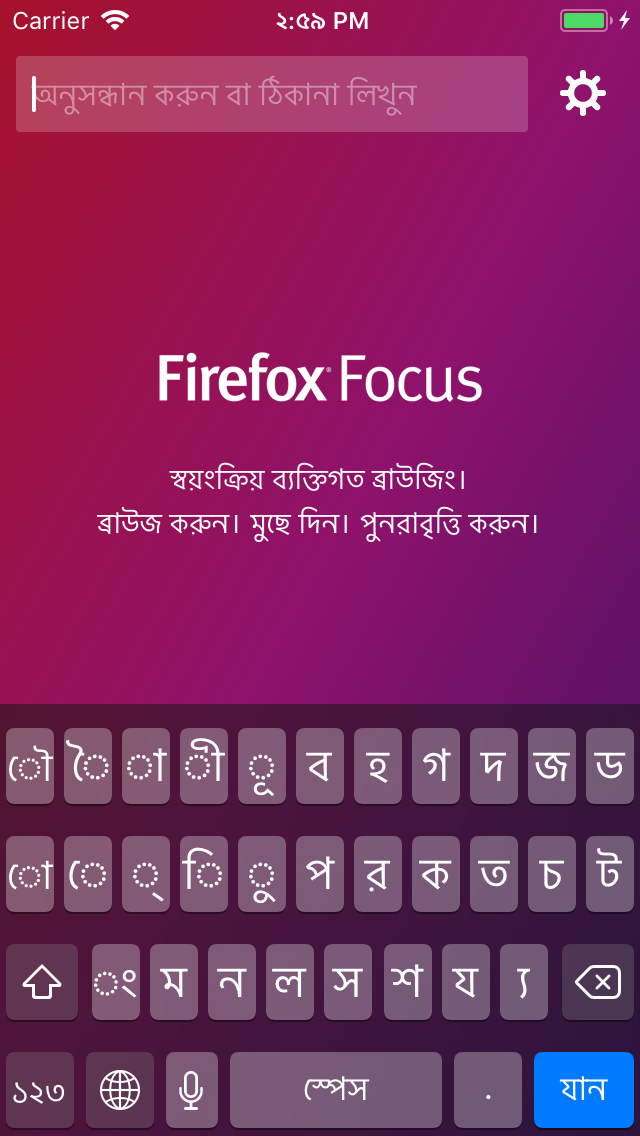 Carrier ২:৫৯ PM
অনুসন্ধান করুন বা ঠিকানা লিখুন
Firefox® Focus
স্বয়ংক্রিয় ব্যক্তিগত ব্রাউজিং।
ব্রাউজ করুন। মুছে দিন। পুনরাবৃত্তি করুন।
ৌ ৈ া ী ূ ব হ গ দ জ ড
ো ে ্ ি ু প র ক ত চ ট
ং ম ন ল স শ য ্য
১২৩ স্পেস . যান